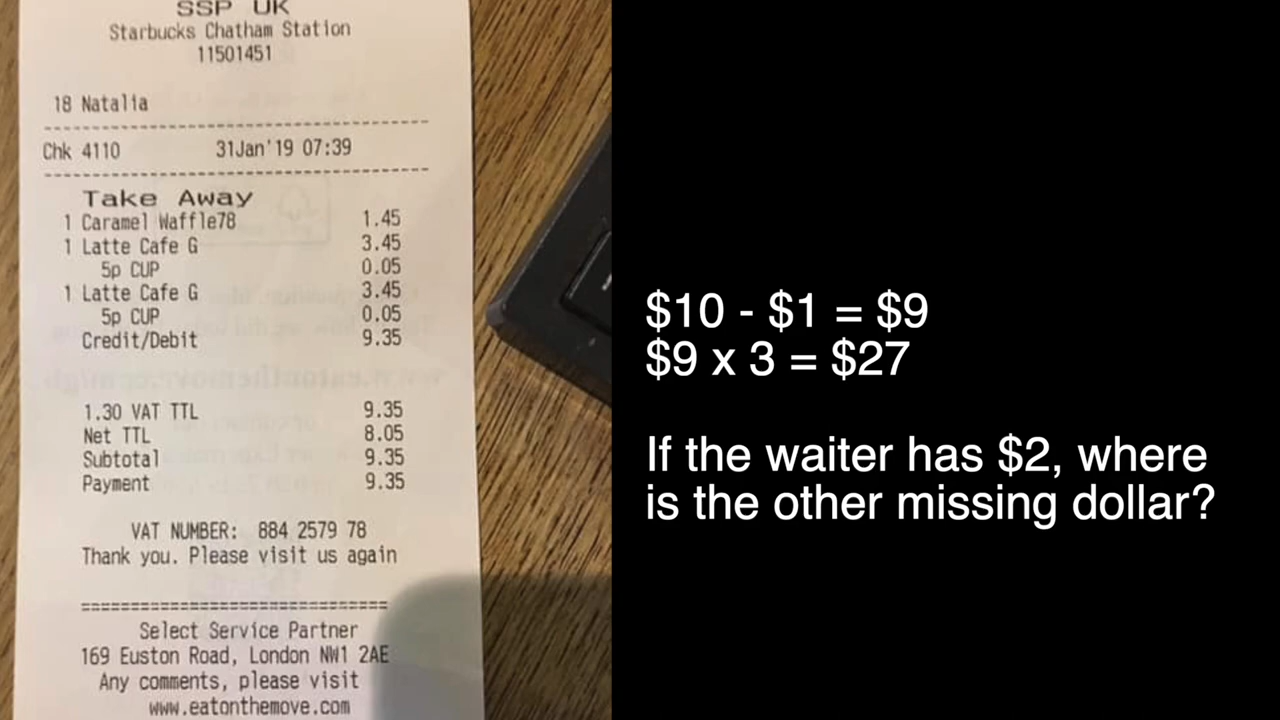 SSP UK
Starbucks Chatham Station
11501451
18 Natalia
Chk 4110 31Jan'19 07:39
Take Away
1 Caramel Waffle78 1.45
1 Latte Cafe G 3.45
5p CUP 0.05
1 Latte Cafe G 3.45
5p CUP 0.05
Credit/Debit 9.35
1.30 VAT TTL 9.35
Net TTL 8.05
Subtotal 9.35
Payment 9.35
VAT NUMBER: 884 2579 78
Thank you. Please visit us again
Select Service Partner
169 Euston Road, London NW1 2AE
Any comments, please visit
www.eatonthemove.com
$10 - $1 = $9
$9 x 3 = $27
If the waiter has $2, where
is the other missing dollar?